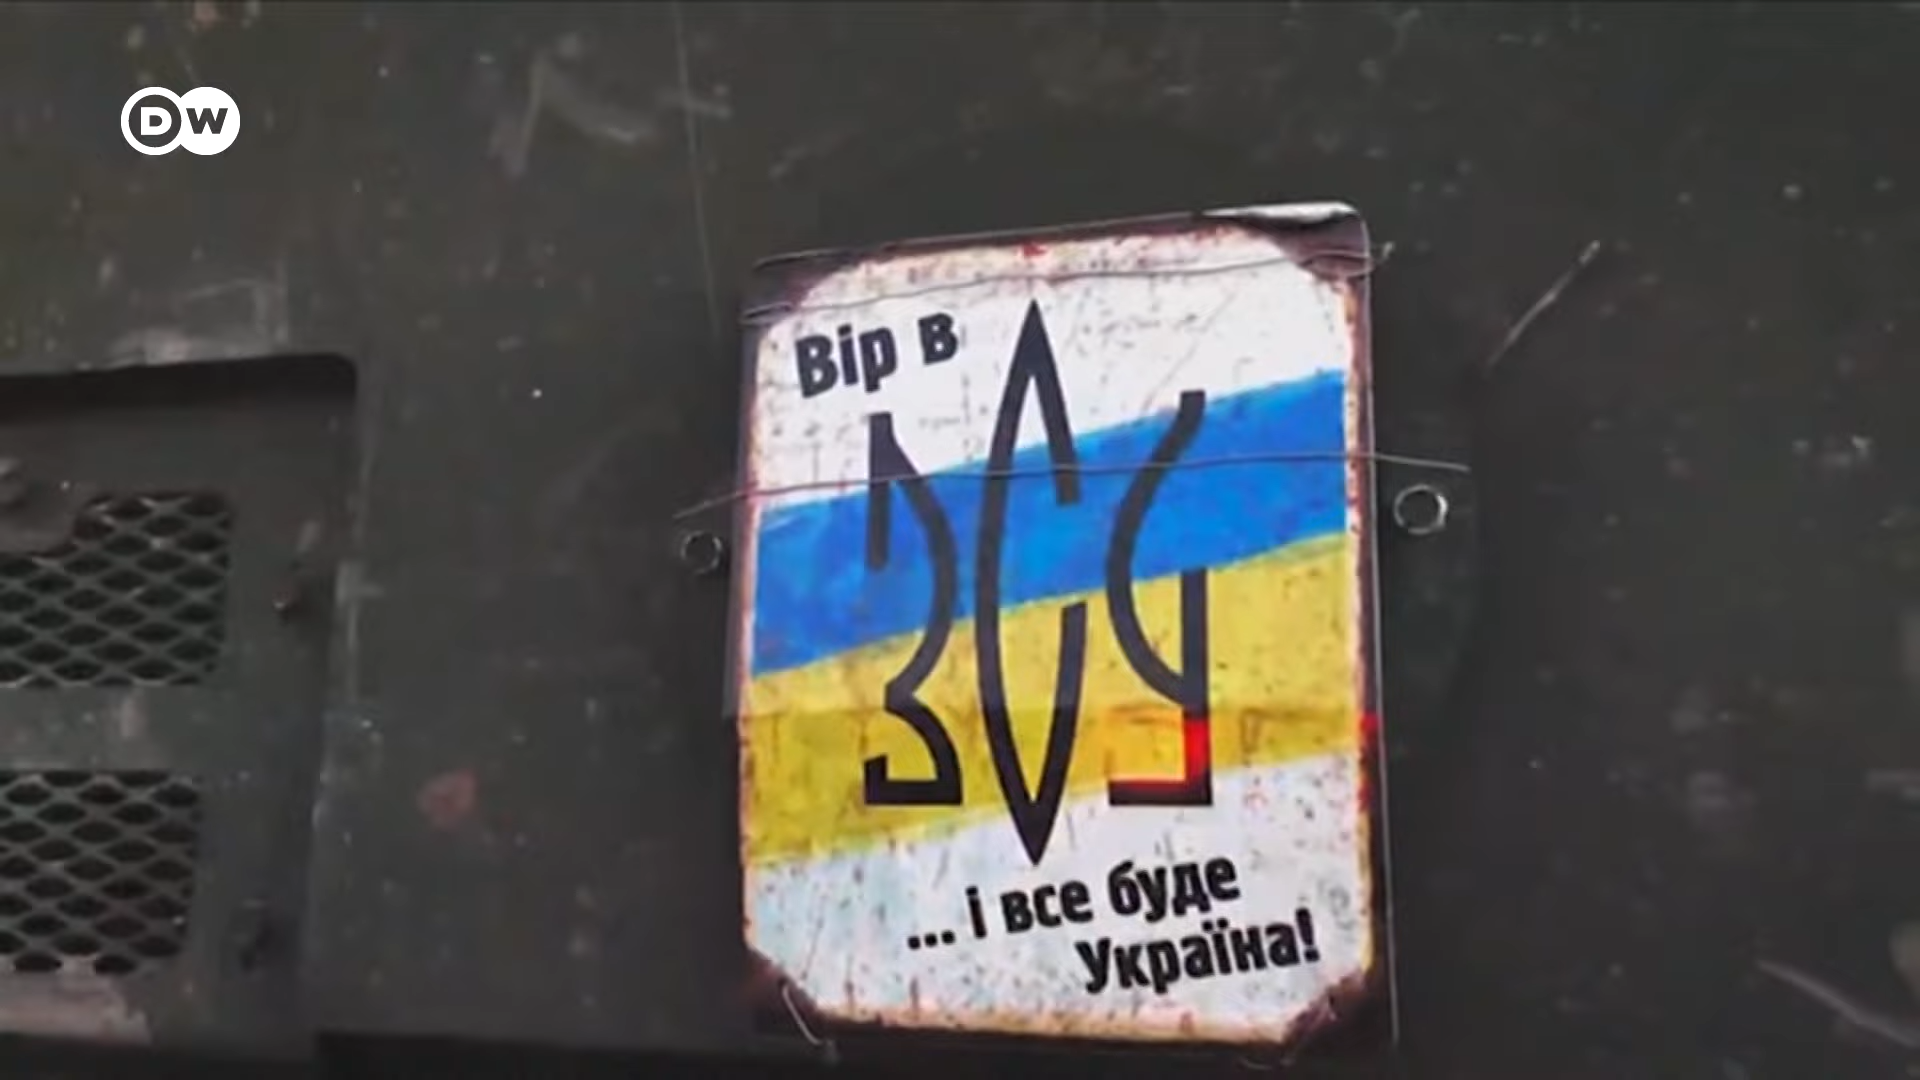 DW
Вір в
ЗСУ
... і все буде
Україна!